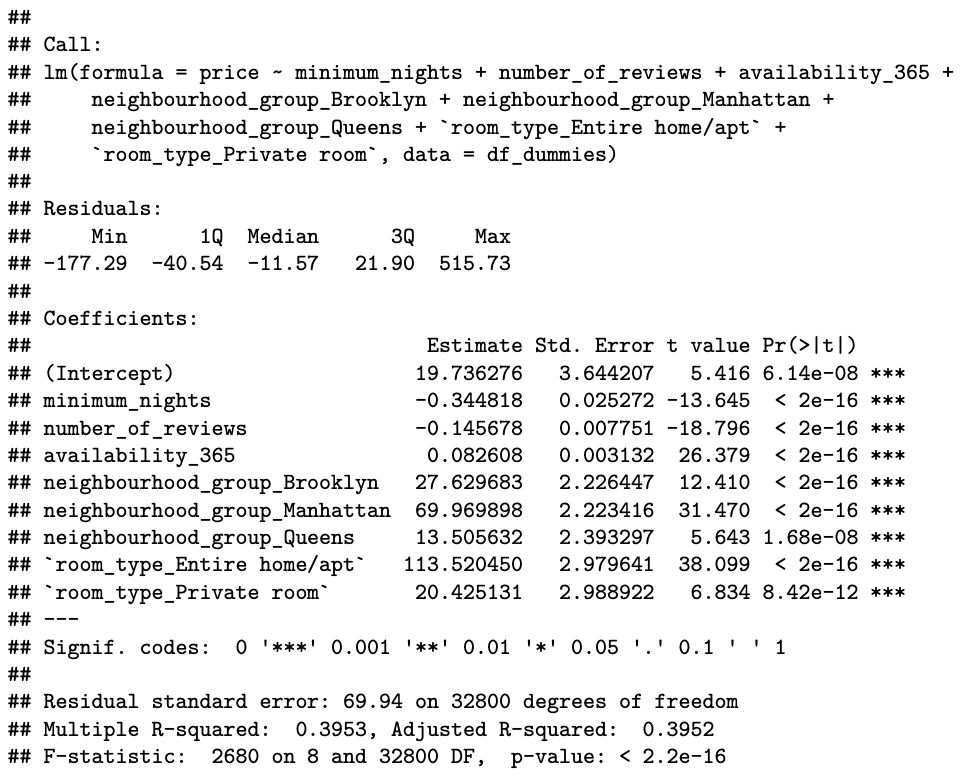 ##
## Call:
## lm(formula = price ~ minimum_nights + number_of_reviews + availability_365 +
##     neighbourhood_group_Brooklyn + neighbourhood_group_Manhattan +
##     neighbourhood_group_Queens + `room_type_Entire home/apt` +
##     `room_type_Private room`, data = df_dummies)
##
## Residuals:
##     Min      1Q  Median      3Q     Max
## -177.29  -40.54  -11.57   21.90  515.73
##
## Coefficients:
##                                 Estimate Std. Error t value Pr(>|t|)
## (Intercept)                    19.736276   3.644207   5.416 6.14e-08 ***
## minimum_nights                 -0.344818   0.025272 -13.645  < 2e-16 ***
## number_of_reviews              -0.145678   0.007751 -18.796  < 2e-16 ***
## availability_365                0.082608   0.003132  26.379  < 2e-16 ***
## neighbourhood_group_Brooklyn   27.629683   2.226447  12.410  < 2e-16 ***
## neighbourhood_group_Manhattan  69.969898   2.223416  31.470  < 2e-16 ***
## neighbourhood_group_Queens     13.505632   2.393297   5.643 1.68e-08 ***
## `room_type_Entire home/apt`   113.520450   2.979641  38.099  < 2e-16 ***
## `room_type_Private room`       20.425131   2.988922   6.834 8.42e-12 ***
## ---
## Signif. codes:  0 '***' 0.001 '**' 0.01 '*' 0.05 '.' 0.1 ' ' 1
##
## Residual standard error: 69.94 on 32800 degrees of freedom
## Multiple R-squared:  0.3953, Adjusted R-squared:  0.3952
## F-statistic:  2680 on 8 and 32800 DF,  p-value: < 2.2e-16